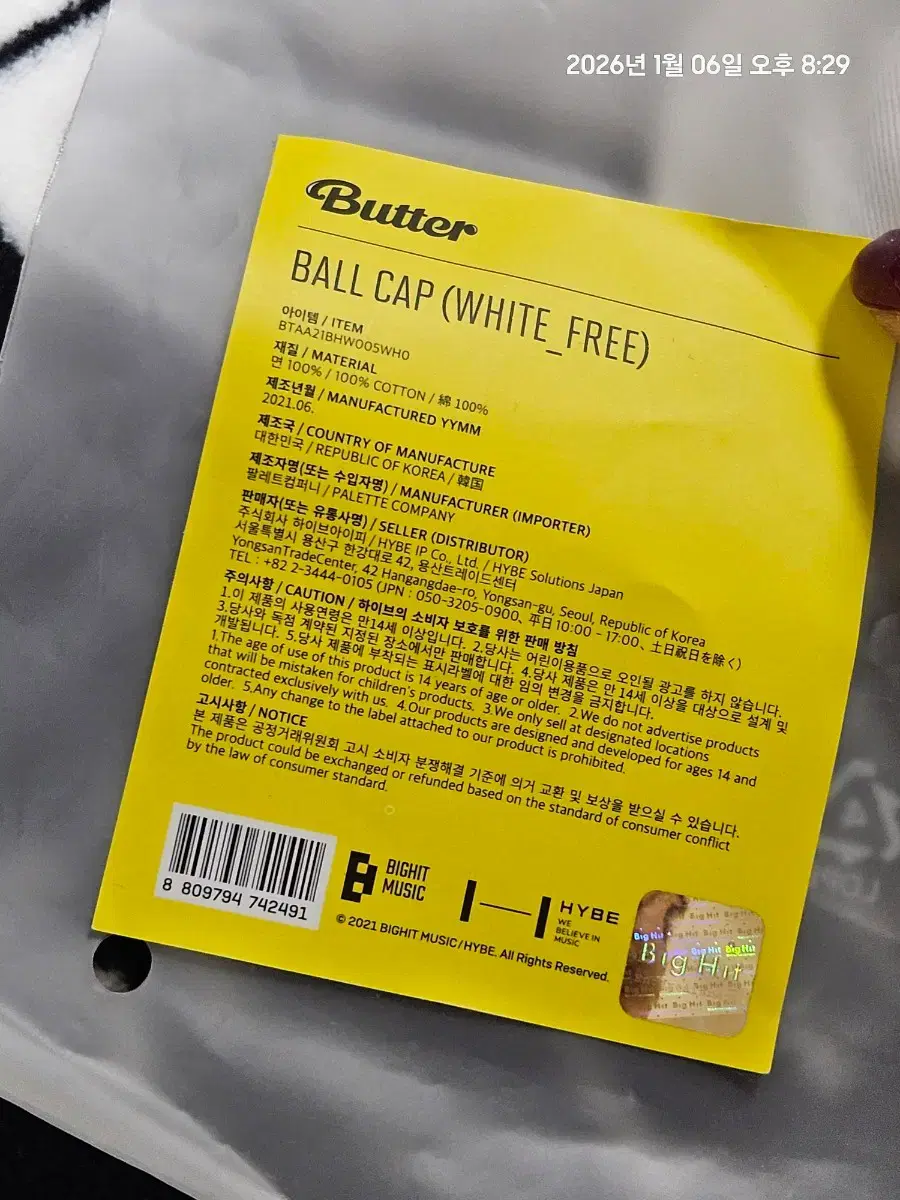 2026년 1월 06일 오후 8:29
Butter
BALL CAP (WHITE_FREE)
아이템 / ITEM
BTAA21BHW005WH0
재질 / MATERIAL
면 100% / 100% COTTON / 綿 100%
제조년월 / MANUFACTURED YYMM
2021.06.
제조국 / COUNTRY OF MANUFACTURE
대한민국 / REPUBLIC OF KOREA / 韓国
제조자명(또는 수입자명) / MANUFACTURER (IMPORTER)
팔레트컴퍼니 / PALETTE COMPANY
판매자(또는 유통사명) / SELLER (DISTRIBUTOR)
주식회사 하이브아이피 / HYBE IP Co., Ltd. / HYBE Solutions Japan
서울특별시 용산구 한강대로 42, 용산트레이드센터
YongsanTradeCenter, 42 Hangangdae-ro, Yongsan-gu, Seoul, Republic of Korea
TEL : +82 2-3444-0105 (JPN : 050-3205-0900、平日10:00 - 17:00、土日祝日を除く)
주의사항 / CAUTION / 하이브의 소비자 보호를 위한 판매 방침
1.이 제품의 사용연령은 만14세 이상입니다. 2.당사는 어린이용품으로 오인될 광고를 하지 않습니다.
3.당사와 독점 계약된 지정된 장소에서만 판매합니다. 4.당사 제품은 만 14세 이상을 대상으로 설계 및
개발됩니다. 5.당사 제품에 부착되는 표시라벨에 대한 임의 변경을 금지합니다.
1.The age of use of this product is 14 years of age or older. 2.We do not advertise products
that will be mistaken for children's products. 3.We only sell at designated locations
contracted exclusively with us. 4.Our products are designed and developed for ages 14 and
older. 5.Any change to the label attached to our product is prohibited.
고시사항 / NOTICE
본 제품은 공정거래위원회 고시 소비자 분쟁해결 기준에 의거 교환 및 보상을 받으실 수 있습니다.
The product could be exchanged or refunded based on the standard of consumer conflict
by the law of consumer standard.
8 809794 742491
BIGHIT
MUSIC
HYBE
WE
BELIEVE IN
MUSIC
© 2021 BIGHIT MUSIC/HYBE. All Rights Reserved.
Big Hit